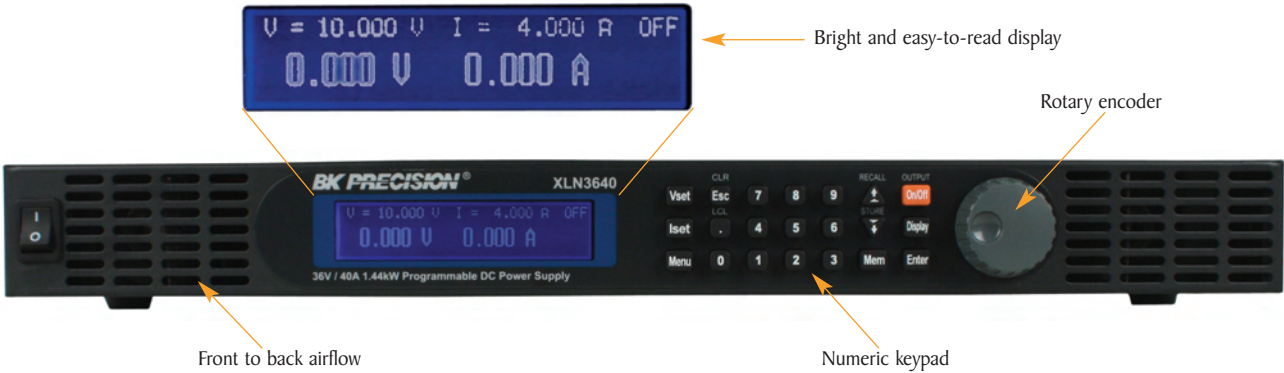 V = 10.000 V I = 4.000 A OFF
0.000 V 0.000 A
Bright and easy-to-read display
Rotary encoder
BK PRECISION®
XLN3640
V = 10.000 V I = 4.000 A OFF
0.000 V 0.000 A
36V / 40A 1.44kW Programmable DC Power Supply
I
O
CLR RECALL OUTPUT
Vset Esc 7 8 9 On/Off
LCL STORE
Iset . 4 5 6 Display
Menu 0 1 2 3 Mem Enter
Front to back airflow
Numeric keypad